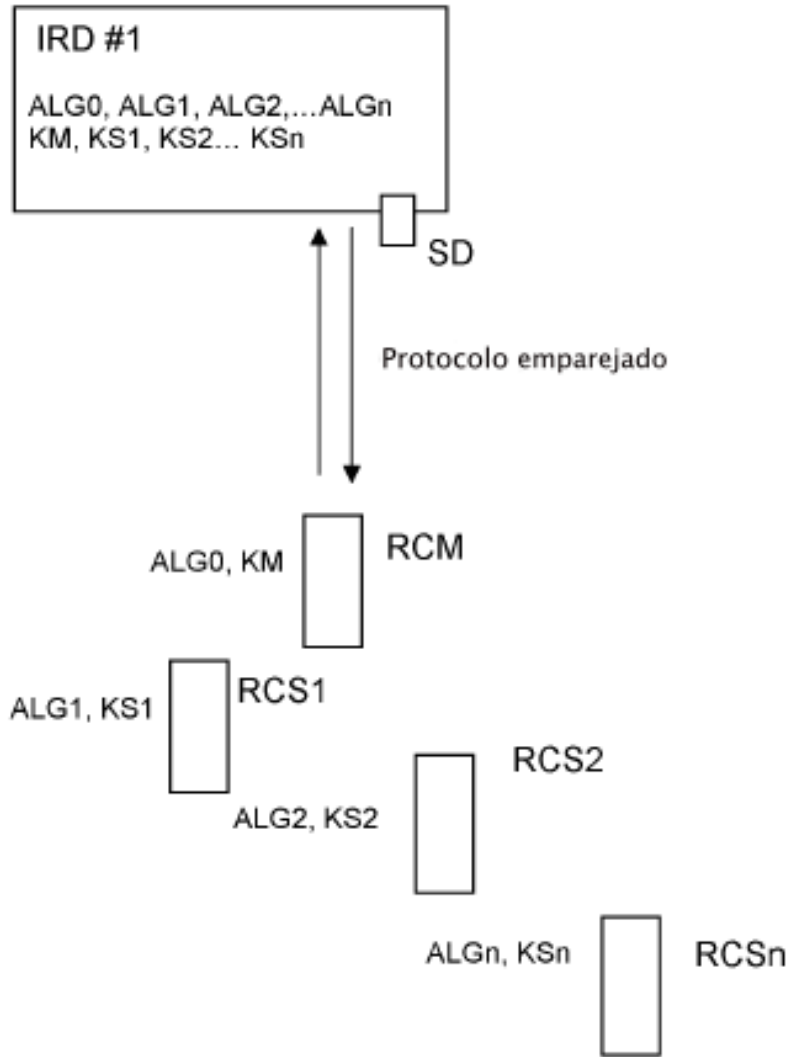 IRD #1
ALG0, ALG1, ALG2,...ALGn
KM, KS1, KS2... KSn
SD
Protocolo emparejado
RCM
ALG0, KM
RCS1
ALG1, KS1
RCS2
ALG2, KS2
ALGn, KSn
RCSn